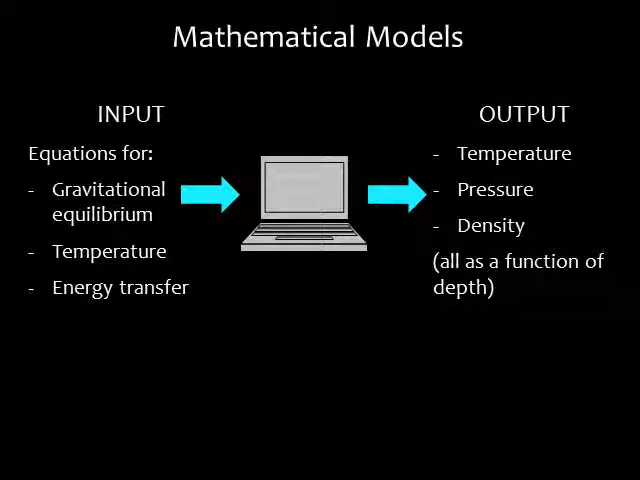 Mathematical Models
INPUT
Equations for:
- Gravitational
equilibrium
- Temperature
- Energy transfer
OUTPUT
- Temperature
- Pressure
- Density
(all as a function of
depth)